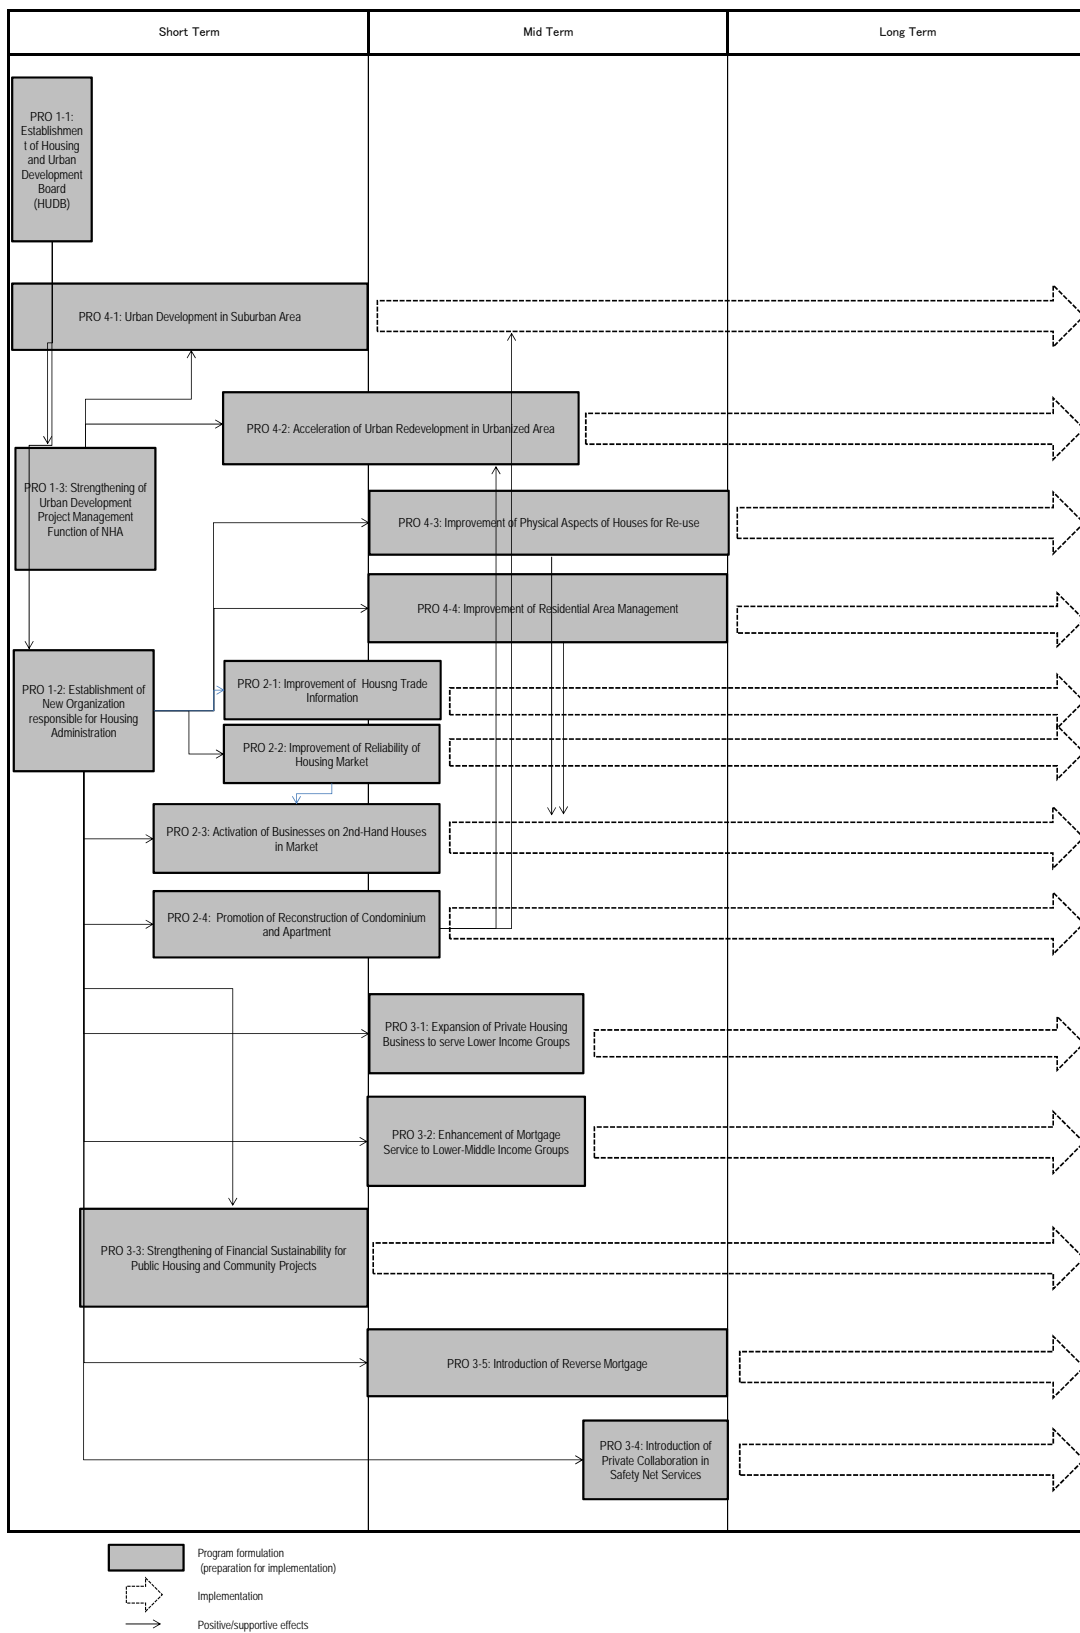 Short Term
Mid Term
Long Term
PRO 1-1:
Establishmen
t of Housing
and Urban
Development
Board
(HUDB)
PRO 4-1: Urban Development in Suburban Area
PRO 4-2: Acceleration of Urban Redevelopment in Urbanized Area
PRO 1-3: Strengthening of
Urban Development
Project Management
Function of NHA
PRO 4-3: Improvement of Physical Aspects of Houses for Re-use
PRO 4-4: Improvement of Residential Area Management
PRO 1-2: Establishment of
New Organization
responsible for Housing
Administration
PRO 2-1: Improvement of Housng Trade
Information
PRO 2-2: Improvement of Reliability of
Housing Market
PRO 2-3: Activation of Businesses on 2nd-Hand Houses
in Market
PRO 2-4: Promotion of Reconstruction of Condominium
and Apartment
PRO 3-1: Expansion of Private Housing
Business to serve Lower Income Groups
PRO 3-2: Enhancement of Mortgage
Service to Lower-Middle Income Groups
PRO 3-3: Strengthening of Financial Sustainability for
Public Housing and Community Projects
PRO 3-5: Introduction of Reverse Mortgage
PRO 3-4: Introduction of
Private Collaboration in
Safety Net Services
Program formulation
(preparation for implementation)
Implementation
Positive/supportive effects